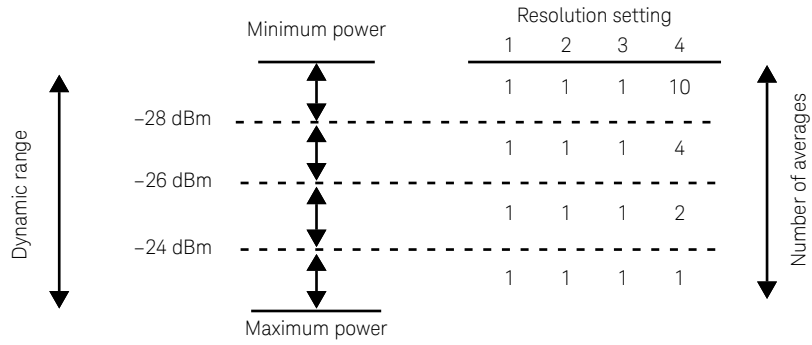 Minimum power
Resolution setting
1 2 3 4
1 1 1 10
–28 dBm
1 1 1 4
–26 dBm
1 1 1 2
–24 dBm
1 1 1 1
Maximum power
Dynamic range
Number of averages